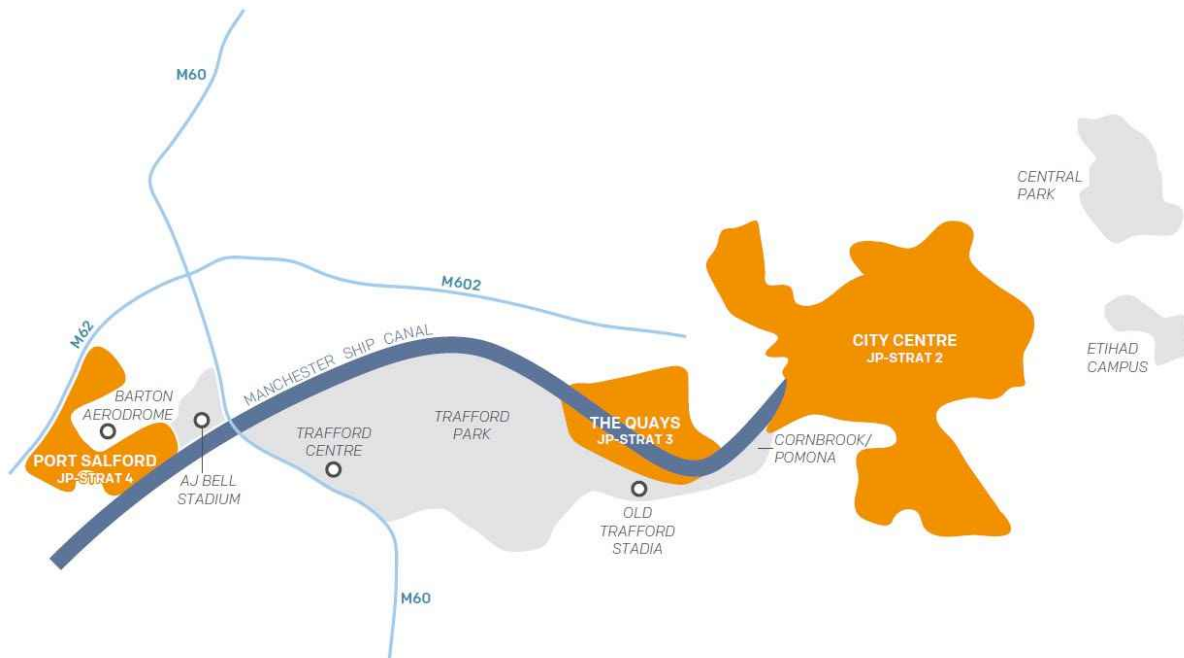 M60
CENTRAL
PARK
M602
M62
MANCHESTER SHIP CANAL
CITY CENTRE
JP-STRAT 2
ETIHAD
CAMPUS
BARTON
AERODROME
TRAFFORD
PARK
THE QUAYS
JP-STRAT 3
TRAFFORD
CENTRE
CORNBROOK/
POMONA
PORT SALFORD
JP-STRAT 4
AJ BELL
STADIUM
OLD
TRAFFORD
STADIA
M60